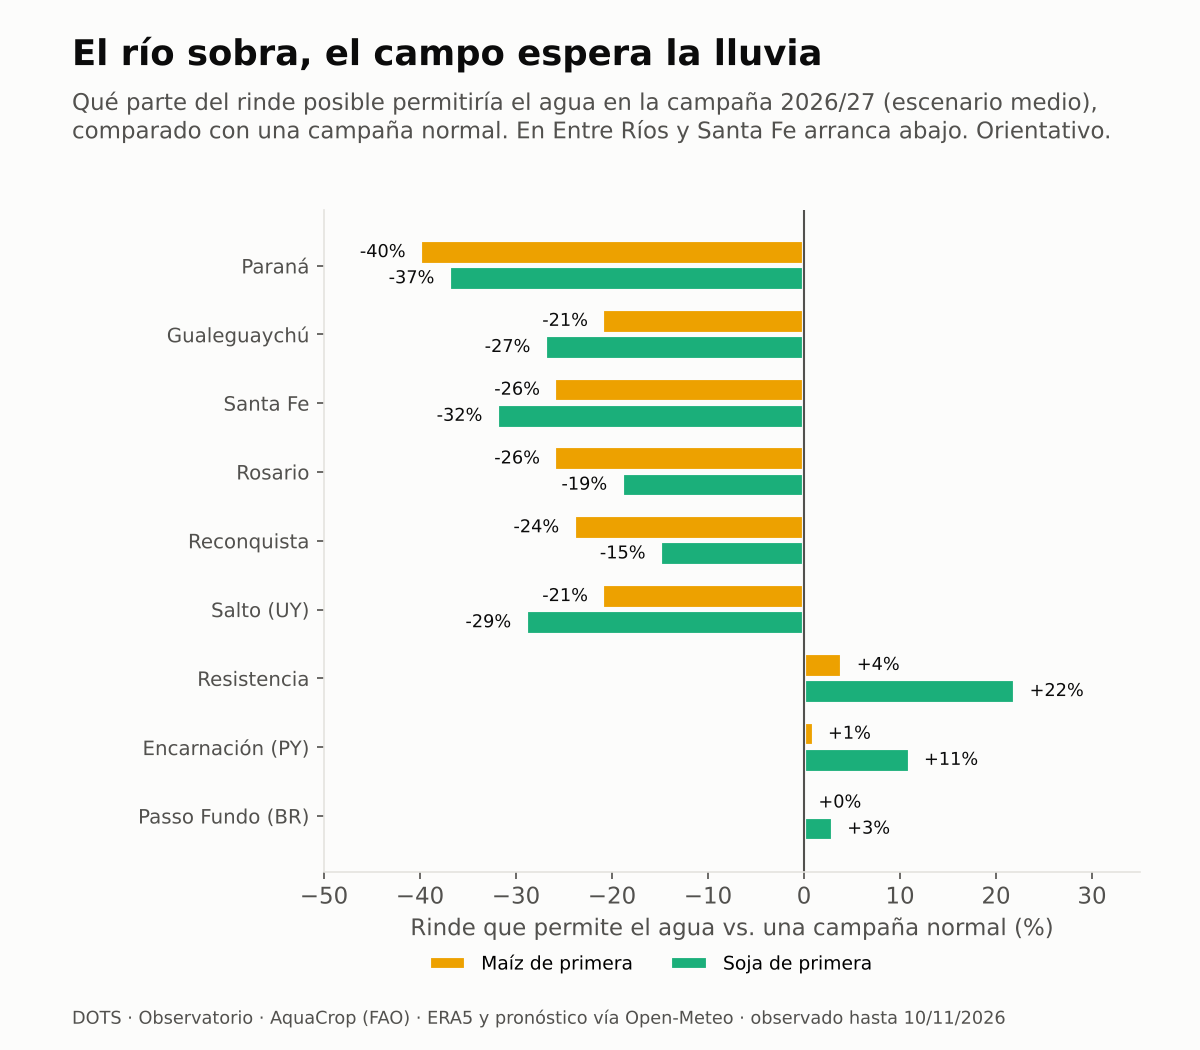 El río sobra, el campo espera la lluvia
Qué parte del rinde posible permitiría el agua en la campaña 2026/27 (escenario medio),
comparado con una campaña normal. En Entre Ríos y Santa Fe arranca abajo. Orientativo.
Paraná
-40%
-37%
Gualeguaychú
-21%
-27%
Santa Fe
-26%
-32%
Rosario
-26%
-19%
Reconquista
-24%
-15%
Salto (UY)
-21%
-29%
Resistencia
+4%
+22%
Encarnación (PY)
+1%
+11%
Passo Fundo (BR)
+0%
+3%
−50 −40 −30 −20 −10 0 10 20 30
Rinde que permite el agua vs. una campaña normal (%)
Maíz de primera Soja de primera
DOTS · Observatorio · AquaCrop (FAO) · ERA5 y pronóstico vía Open-Meteo · observado hasta 10/11/2026